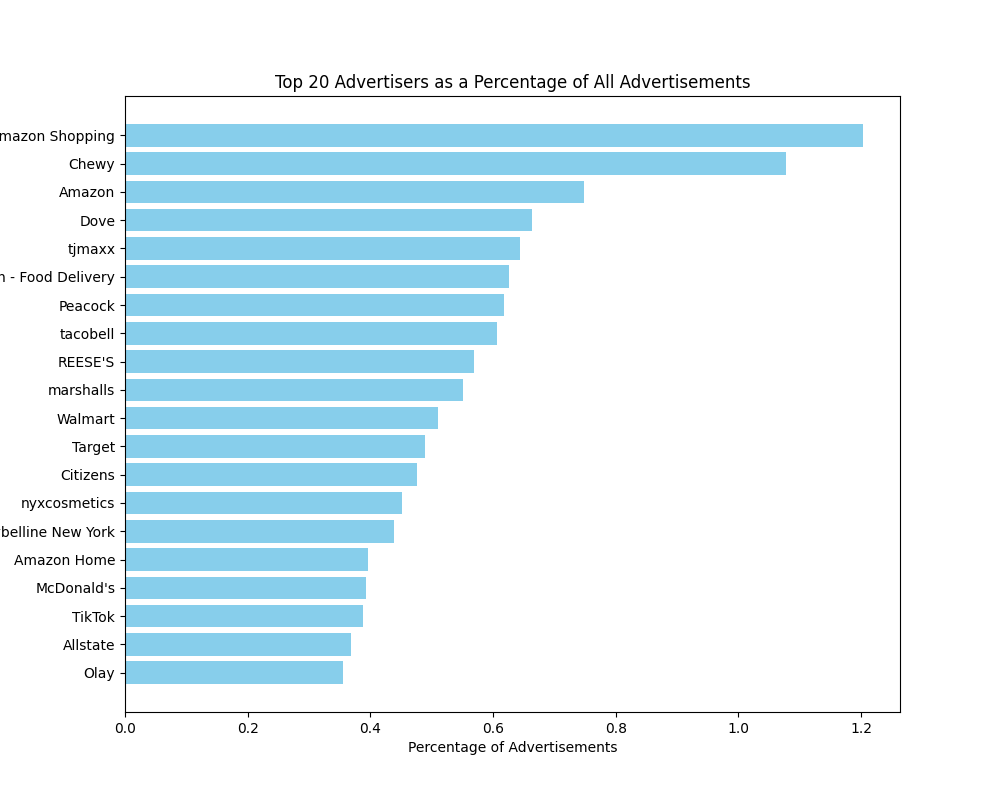 Top 20 Advertisers as a Percentage of All Advertisements
mazon Shopping
Chewy
Amazon
Dove
tjmaxx
- Food Delivery
Peacock
tacobell
REESE'S
marshalls
Walmart
Target
Citizens
nyxcosmetics
belline New York
Amazon Home
McDonald's
TikTok
Allstate
Olay
0.0 0.2 0.4 0.6 0.8 1.0 1.2
Percentage of Advertisements